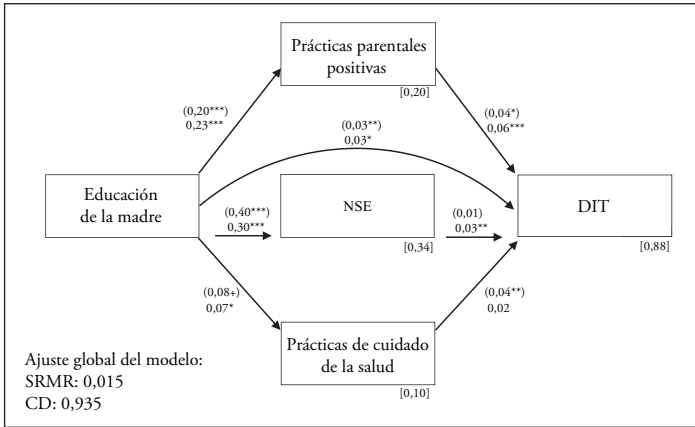 Prácticas parentales
positivas
[0,20]
(0,20***)
0,23***
(0,04*)
0,06***
(0,03**)
0,03*
Educación
de la madre
(0,40***)
0,30***
NSE
[0,34]
(0,01)
0,03**
DIT
[0,88]
(0,08+)
0,07*
(0,04**)
0,02
Prácticas de cuidado
de la salud
[0,10]
Ajuste global del modelo:
SRMR: 0,015
CD: 0,935